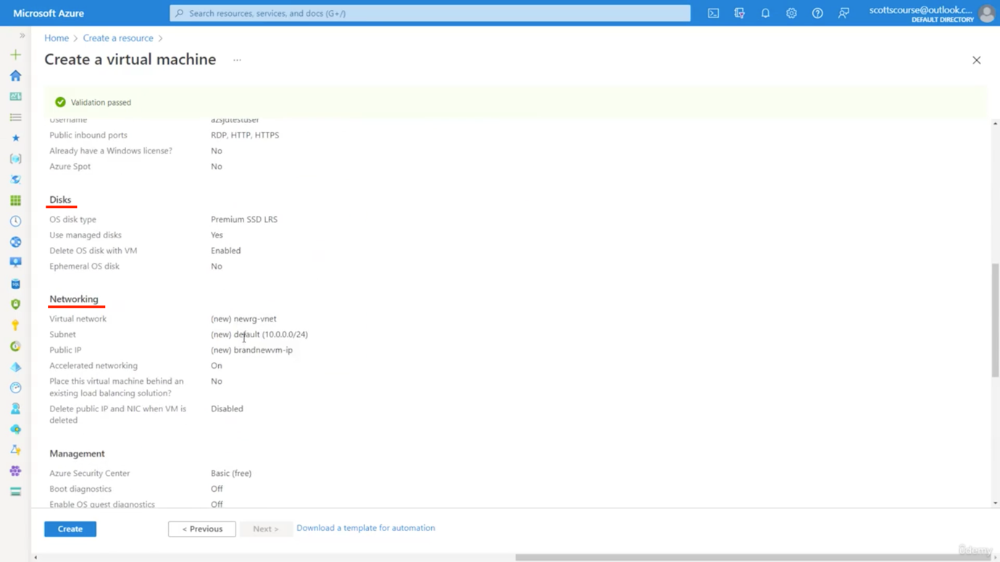 Microsoft Azure
Search resources, services, and docs (G+/)
scottscourse@outlook.c...
DEFAULT DIRECTORY
Home > Create a resource >
Create a virtual machine ...
Validation passed
Username azsjdtestuser
Public inbound ports RDP, HTTP, HTTPS
Already have a Windows license? No
Azure Spot No
Disks
OS disk type Premium SSD LRS
Use managed disks Yes
Delete OS disk with VM Enabled
Ephemeral OS disk No
Networking
Virtual network (new) newrg-vnet
Subnet (new) default (10.0.0.0/24)
Public IP (new) brandnewvm-ip
Accelerated networking On
Place this virtual machine behind an No
existing load balancing solution?
Delete public IP and NIC when VM is Disabled
deleted
Management
Azure Security Center Basic (free)
Boot diagnostics Off
Enable OS guest diagnostics Off
Create < Previous Next > Download a template for automation
ûdemy